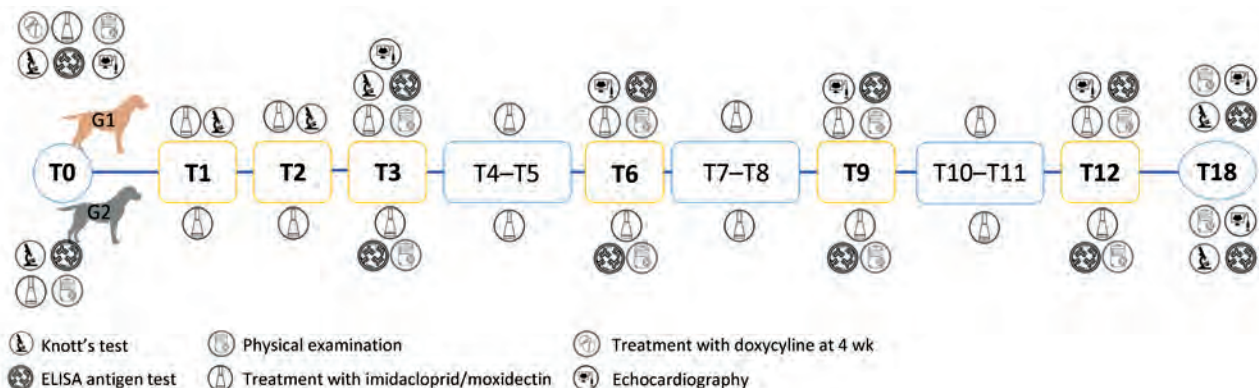 G1
T0
T1
T2
T3
T4–T5
T6
T7–T8
T9
T10–T11
T12
T18
G2
Knott's test
Physical examination
Treatment with doxycyline at 4 wk
ELISA antigen test
Treatment with imidacloprid/moxidectin
Echocardiography